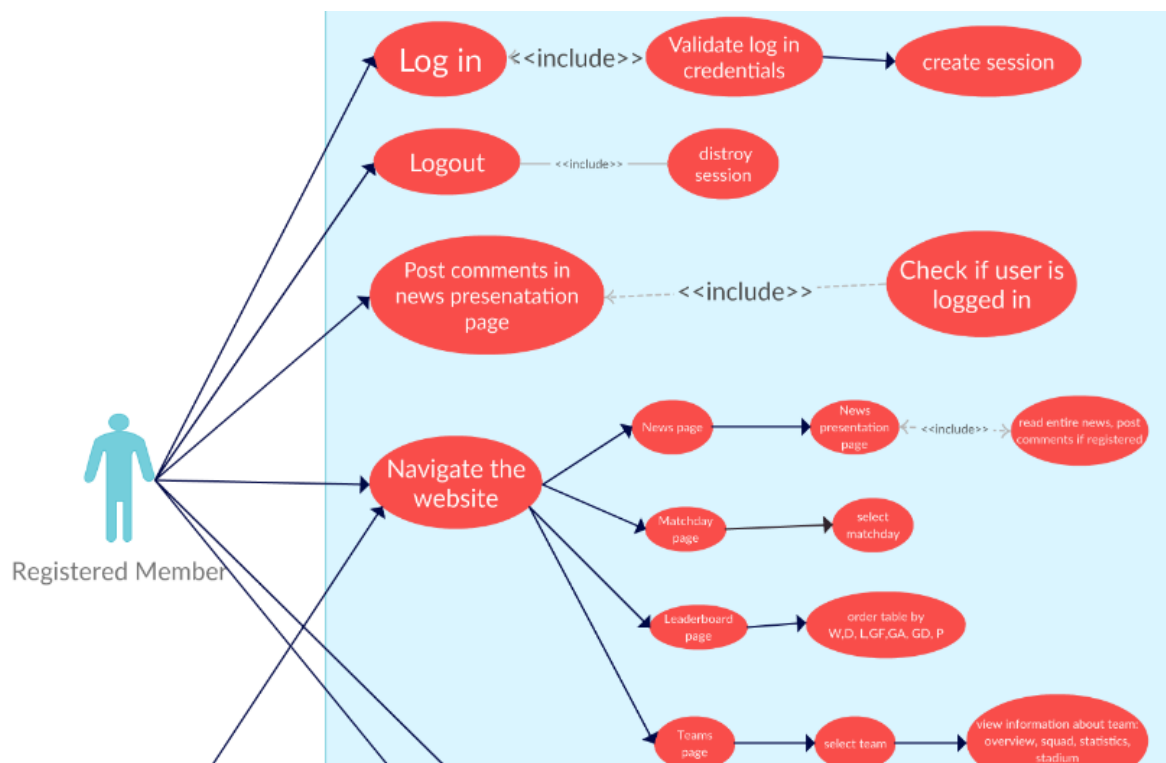 Log in
<<include>>
Validate log in
credentials
create session
Logout
<<include>>
distroy
session
Post comments in
news presenatation
page
<<include>>
Check if user is
logged in
Registered Member
Navigate the
website
News page
News
presentation
page
<<include>>
read entire news, post
comments if registered
Matchday
page
select
matchday
Leaderboard
page
order table by
W,D, L,GF,GA, GD, P
Teams
page
select team
view information about team:
overview, squad, statistics,
stadium